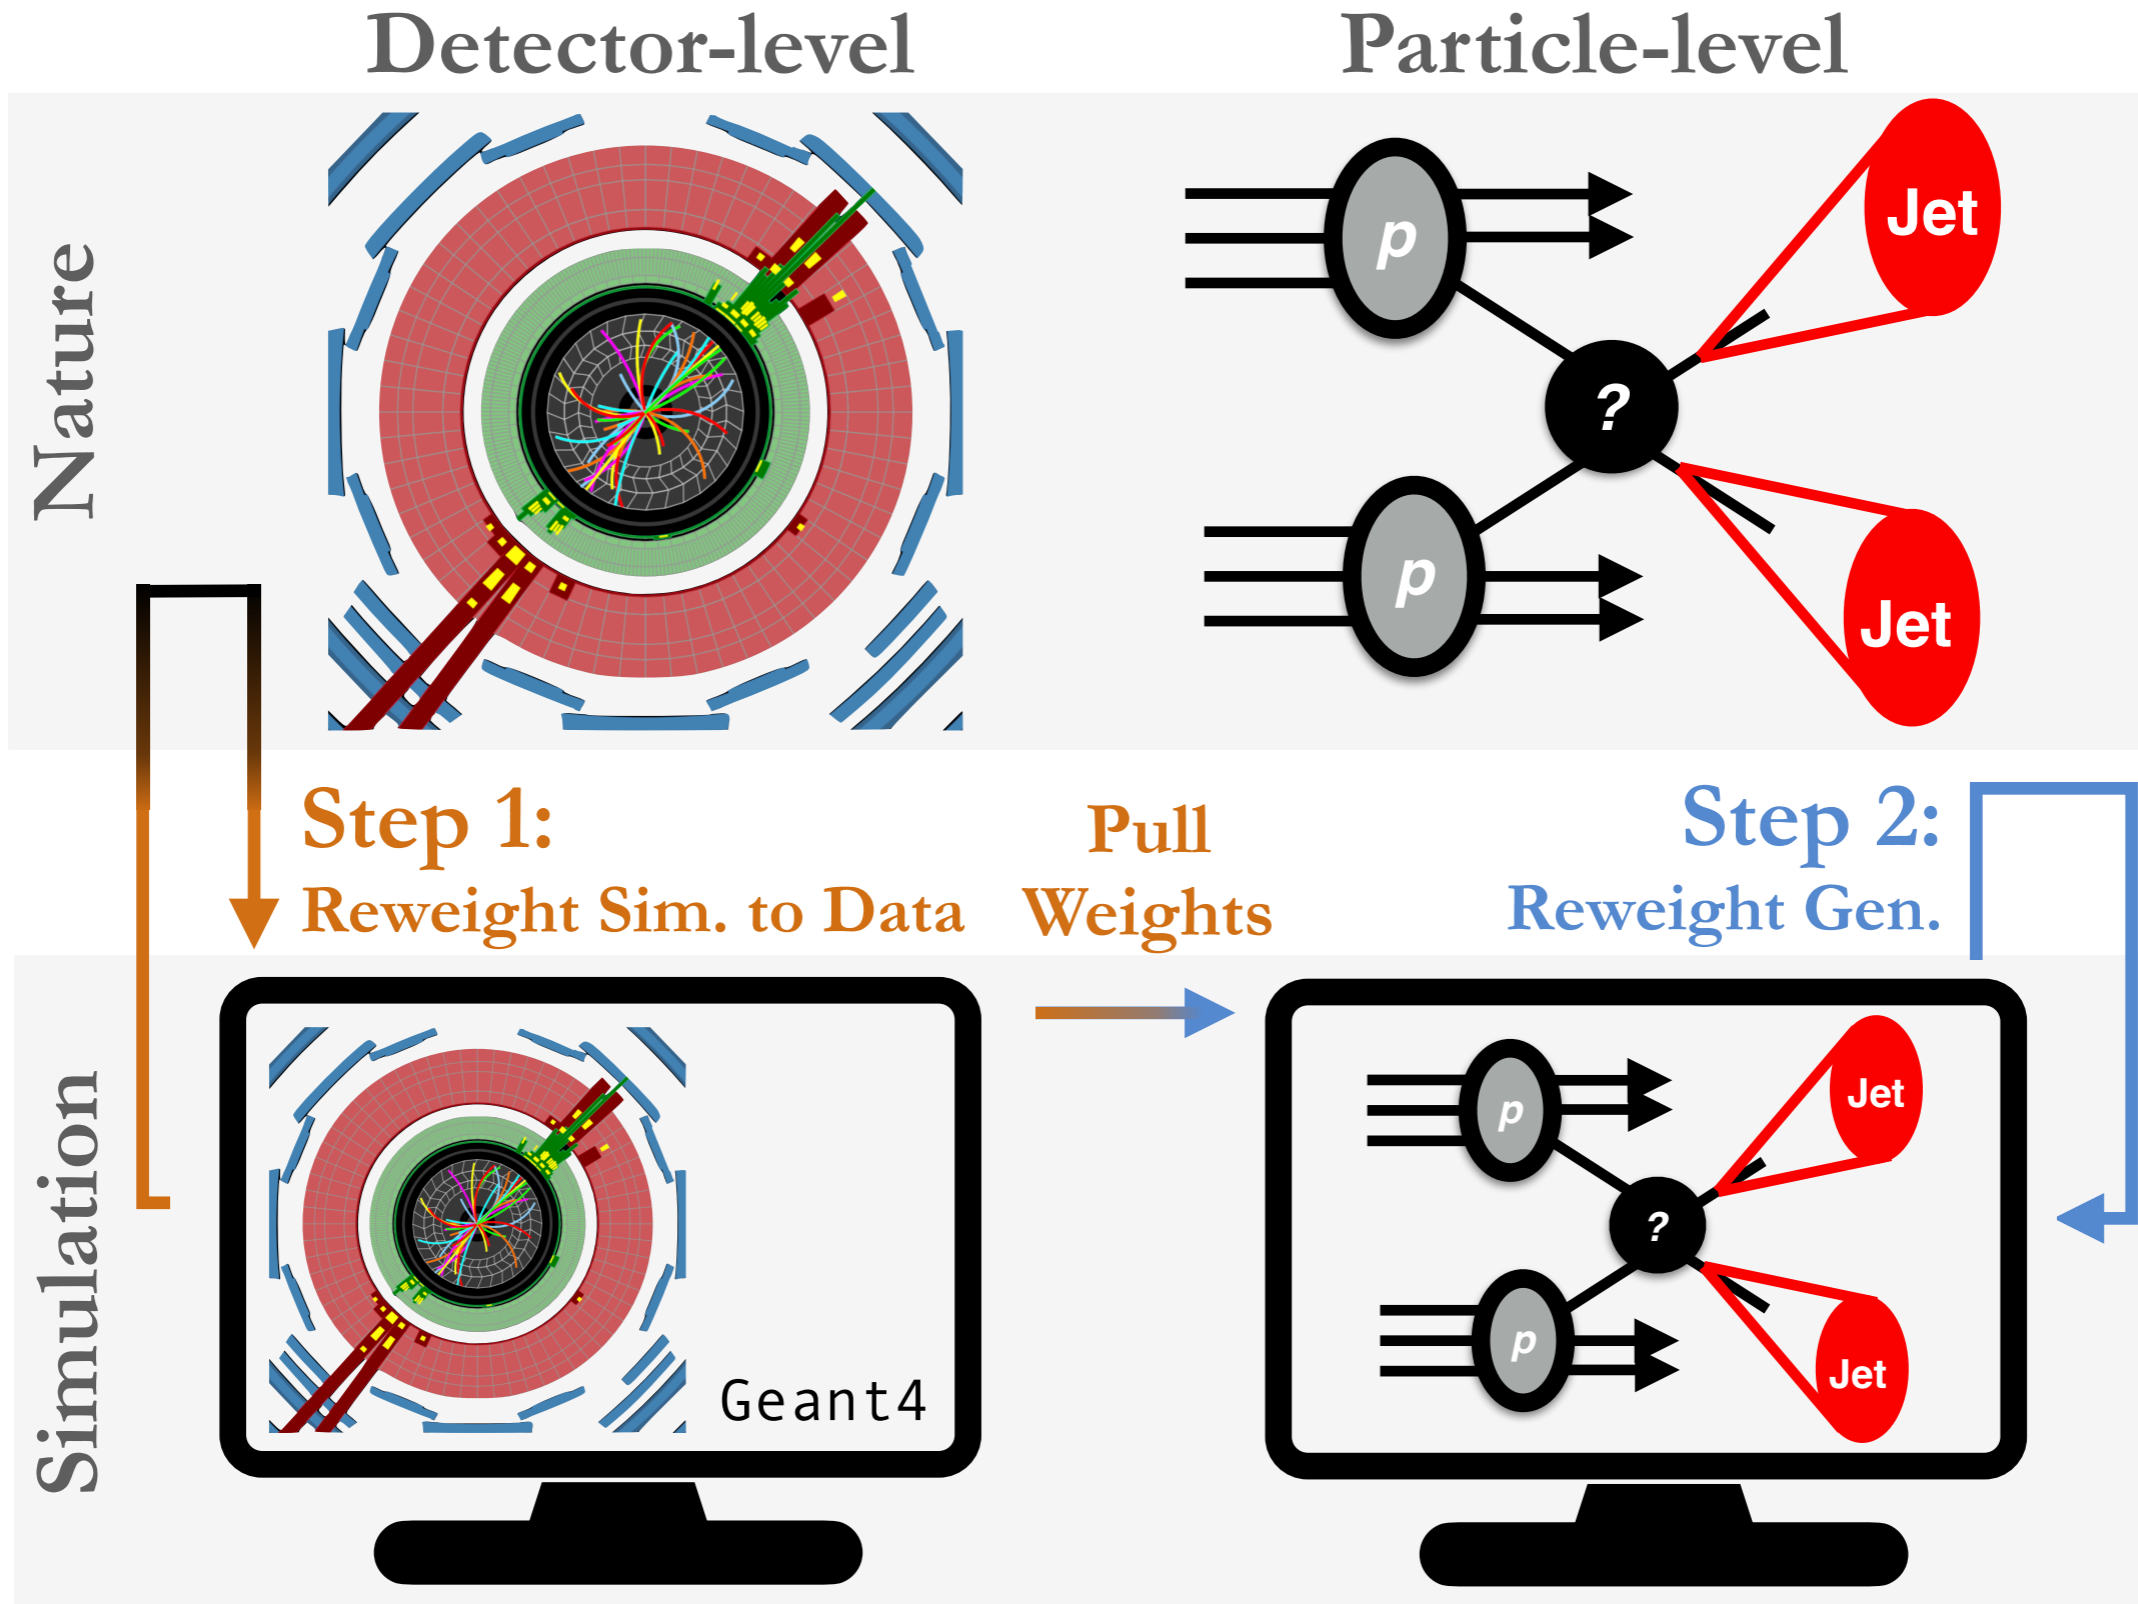 Detector-level
Particle-level
Nature
p
Jet
?
p
Jet
Step 1:
Reweight Sim. to Data
Pull
Weights
Step 2:
Reweight Gen.
Simulation
Geant4
p
Jet
?
p
Jet